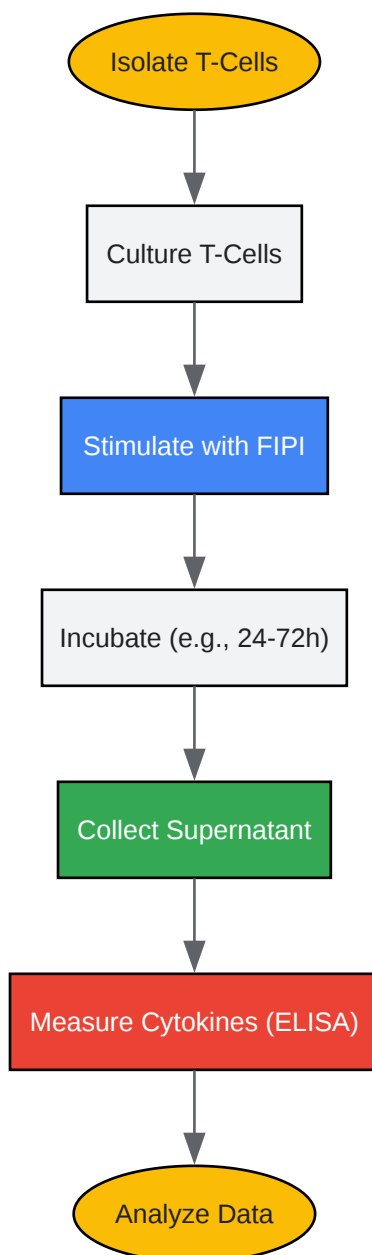 Isolate T-Cells
Culture T-Cells
Stimulate with FIPI
Incubate (e.g., 24-72h)
Collect Supernatant
Measure Cytokines (ELISA)
Analyze Data